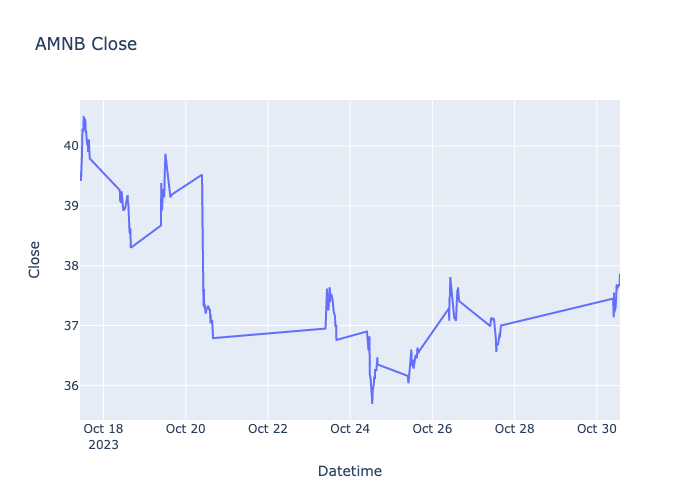 AMNB Close
40
39
38
37
36
Close
Oct 18
2023
Oct 20
Oct 22
Oct 24
Oct 26
Oct 28
Oct 30
Datetime